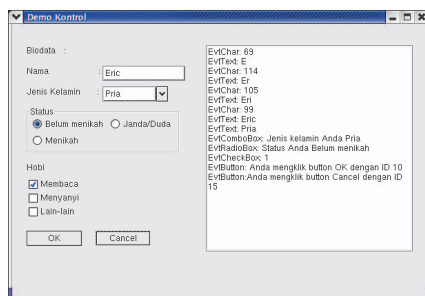 Demo Kontrol
Biodata :
Nama : Eric
Jenis Kelamin : Pria
Status
Belum menikah Janda/Duda
Menikah
Hobi
Membaca
Menyanyi
Lain-lain
OK Cancel
EvtChar: 69
EvtText: E
EvtChar: 114
EvtText: Er
EvtChar: 105
EvtText: Eri
EvtChar: 99
EvtText: Eric
EvtText: Pria
EvtComboBox: Jenis kelamin Anda Pria
EvtRadioBox: Status Anda Belum menikah
EvtCheckBox: 1
EvtButton: Anda mengklik button OK dengan ID 10
EvtButton:Anda mengklik button Cancel dengan ID
15